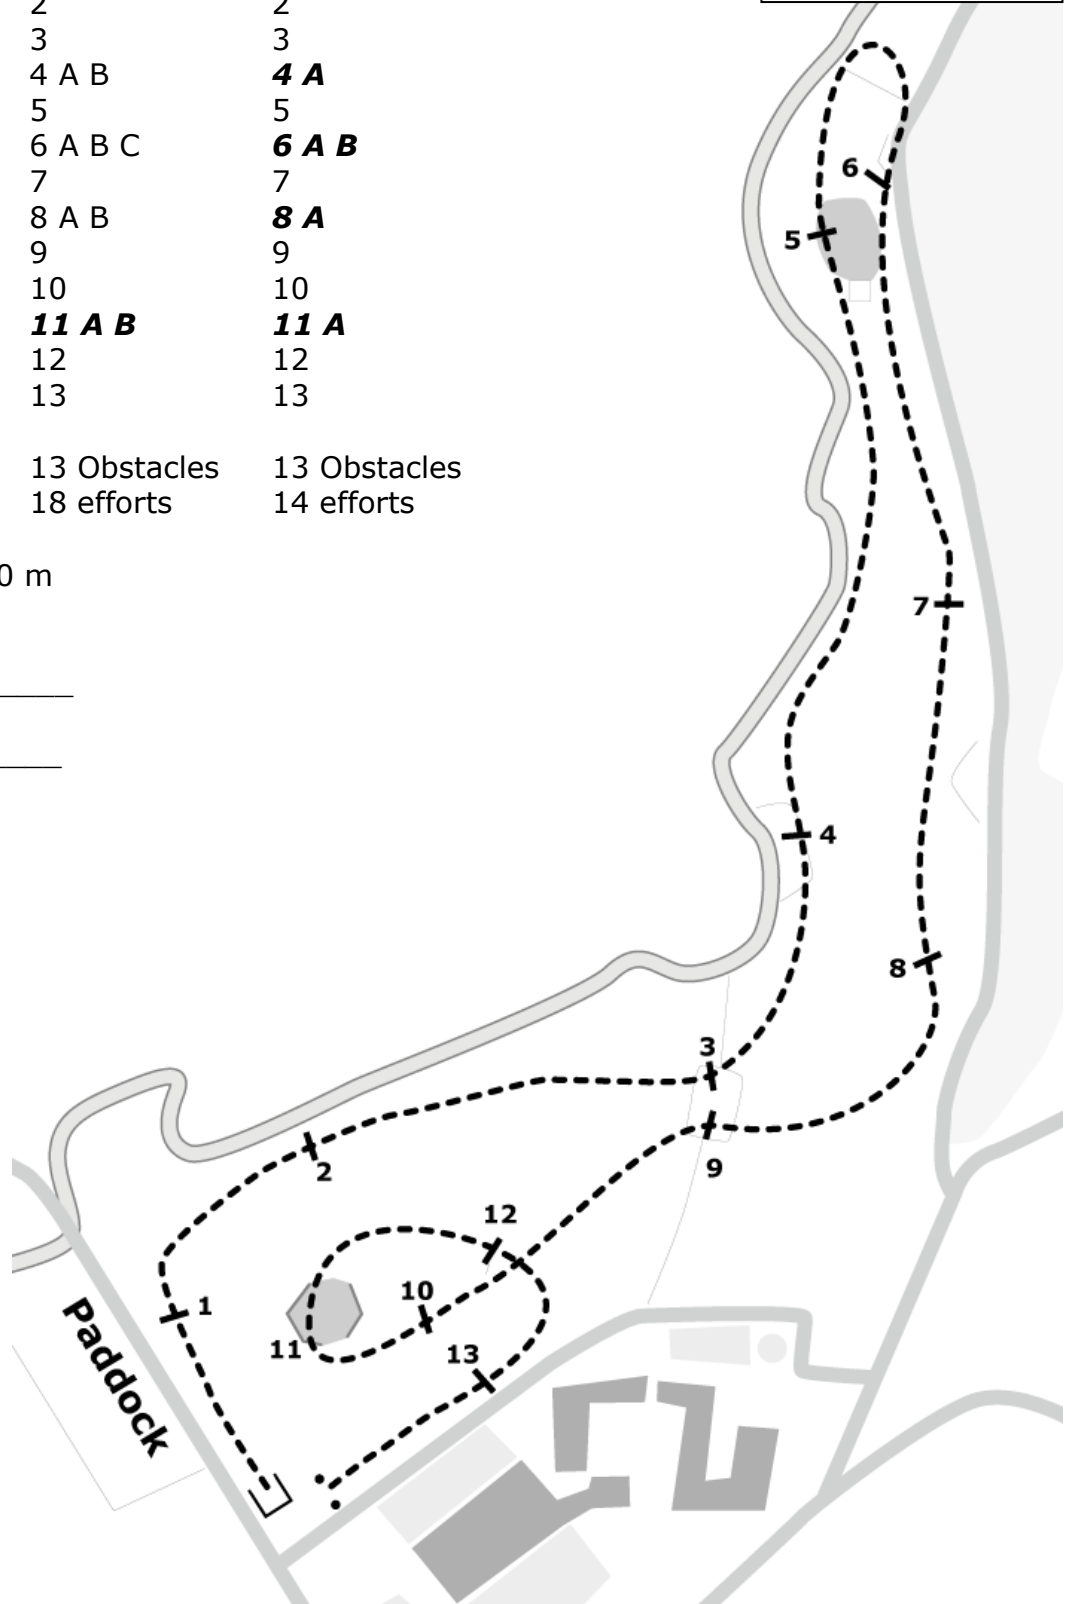 2 2
3 3
4 A B 4 A
5 5
6 A B C 6 A B
7 7
8 A B 8 A
9 9
10 10
11 A B 11 A
12 12
13 13
13 Obstacles 13 Obstacles
18 efforts 14 efforts
0 m
6
5
7
4
8
3
9
2
12
1
10
11
13
Paddock